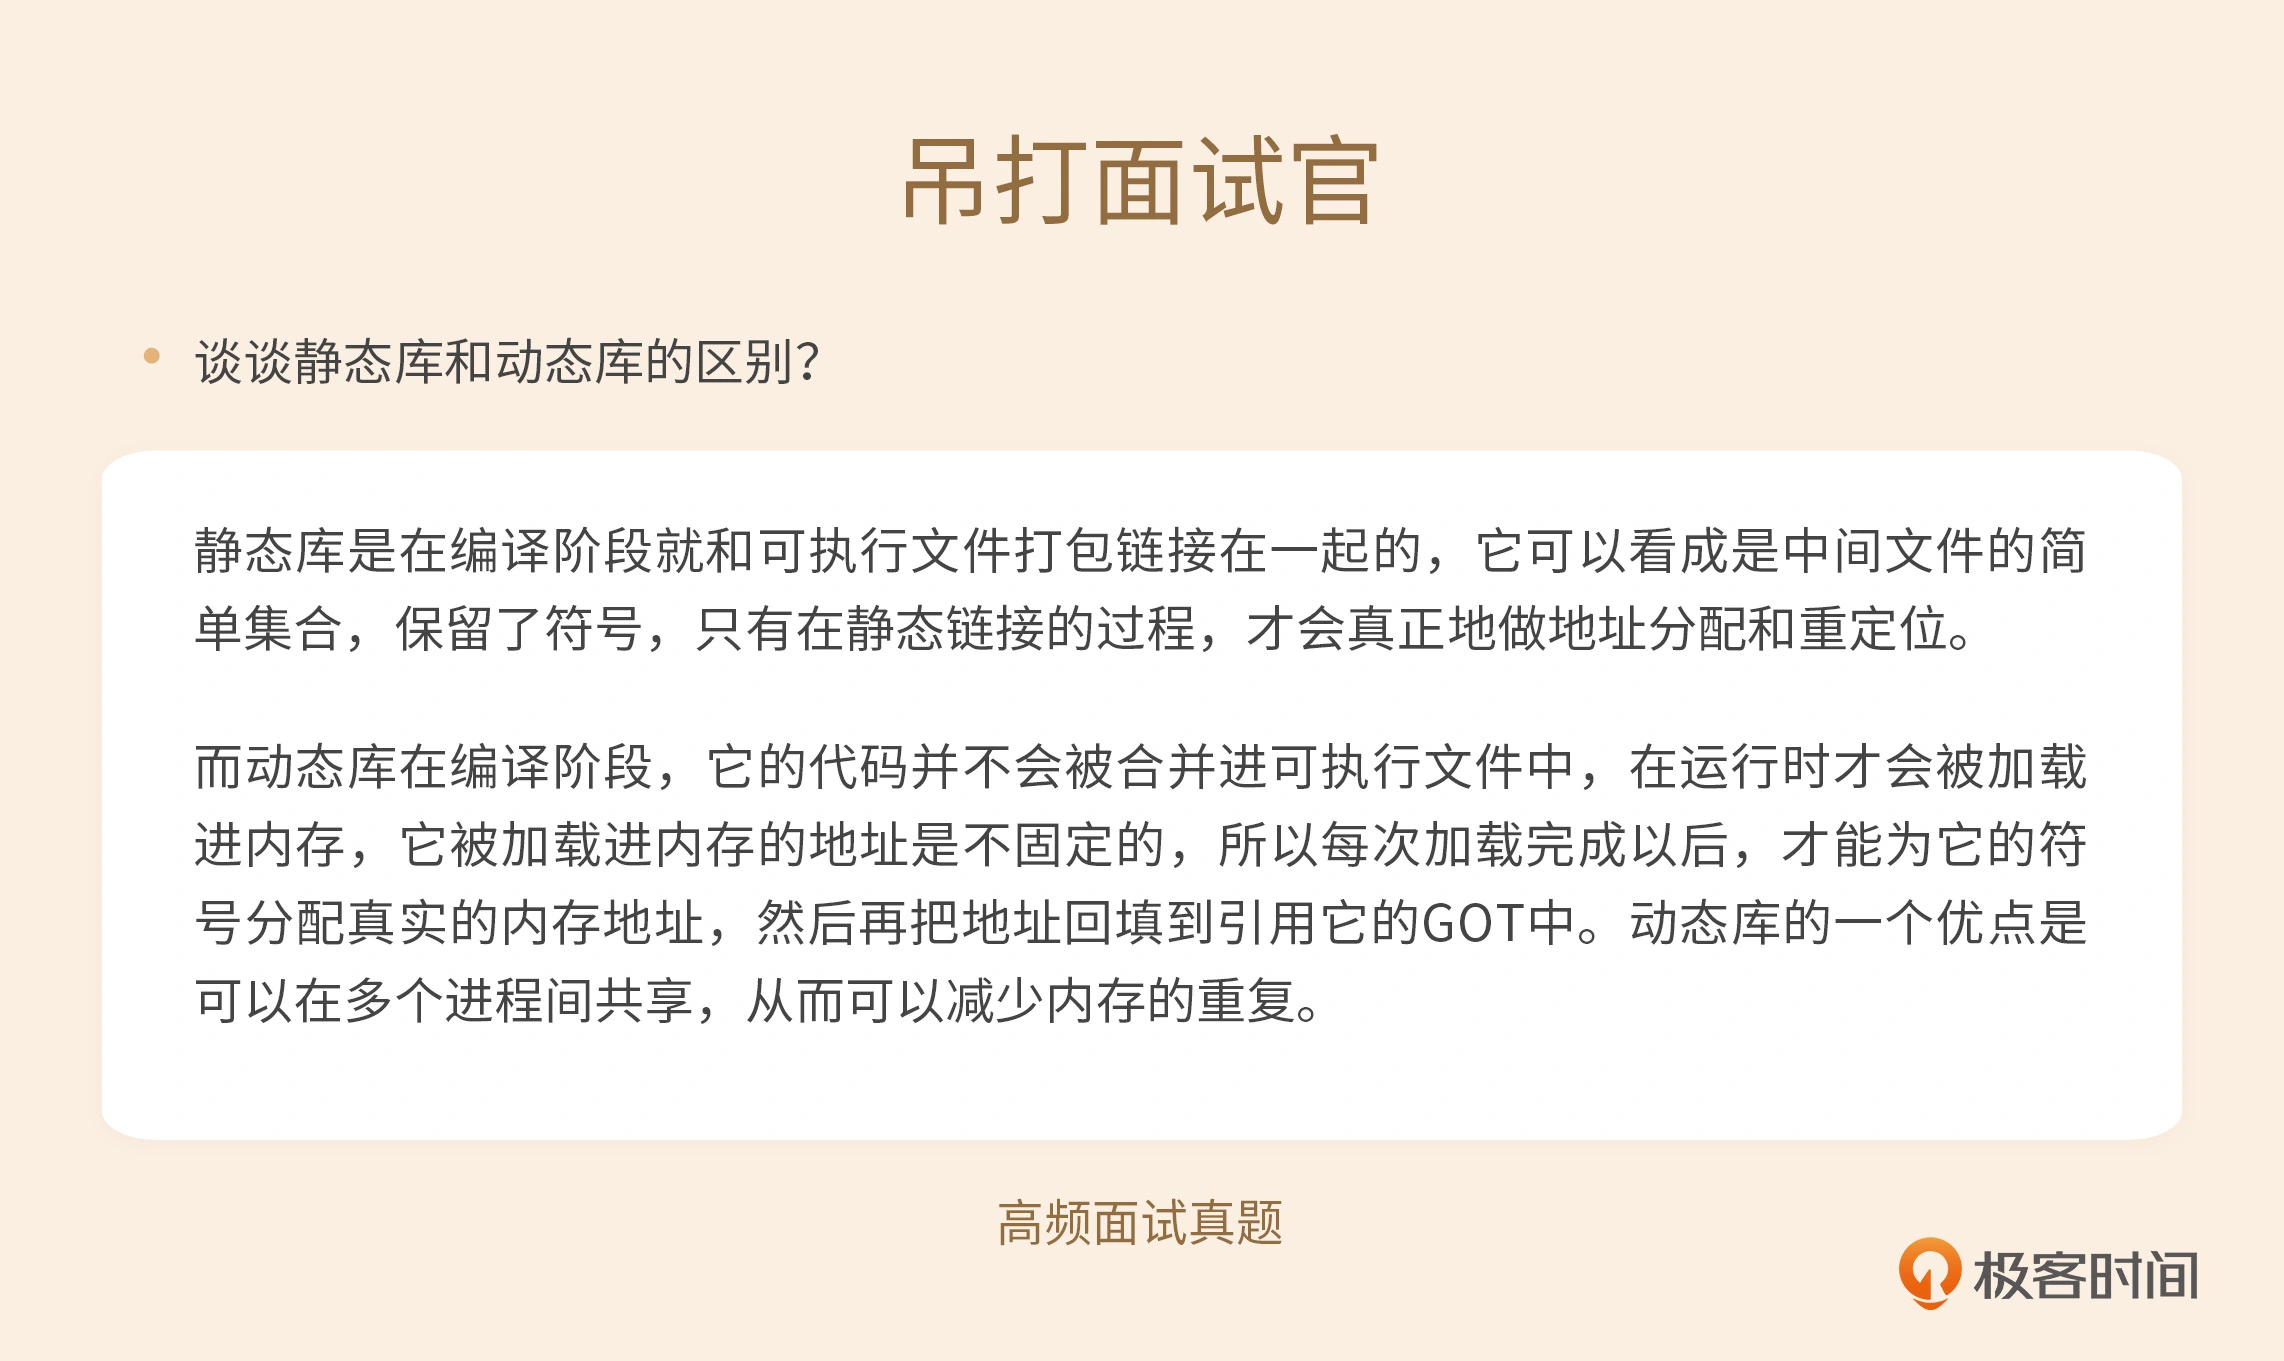 吊打面试官
谈谈静态库和动态库的区别？
静态库是在编译阶段就和可执行文件打包链接在一起的，它可以看成是中间文件的简
单集合，保留了符号，只有在静态链接的过程，才会真正地做地址分配和重定位。
而动态库在编译阶段，它的代码并不会被合并进可执行文件中，在运行时才会被加载
进内存，它被加载进内存的地址是不固定的，所以每次加载完成以后，才能为它的符
号分配真实的内存地址，然后再把地址回填到引用它的GOT中。动态库的一个优点是
可以在多个进程间共享，从而可以减少内存的重复。
高频面试真题
极客时间